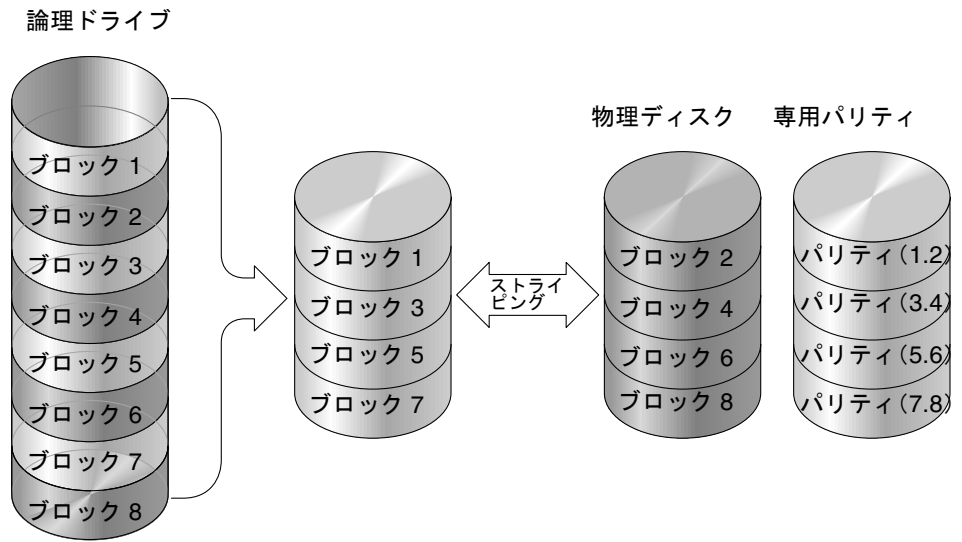 論理ドライブ
物理ディスク
専用パリティ
ブロック 1
ブロック 2
ブロック 3
ブロック 4
ブロック 5
ブロック 6
ブロック 7
ブロック 8
ブロック 1
ブロック 3
ブロック 5
ブロック 7
ストライ
ピング
ブロック 2
ブロック 4
ブロック 6
ブロック 8
パリティ(1.2)
パリティ(3.4)
パリティ(5.6)
パリティ(7.8)